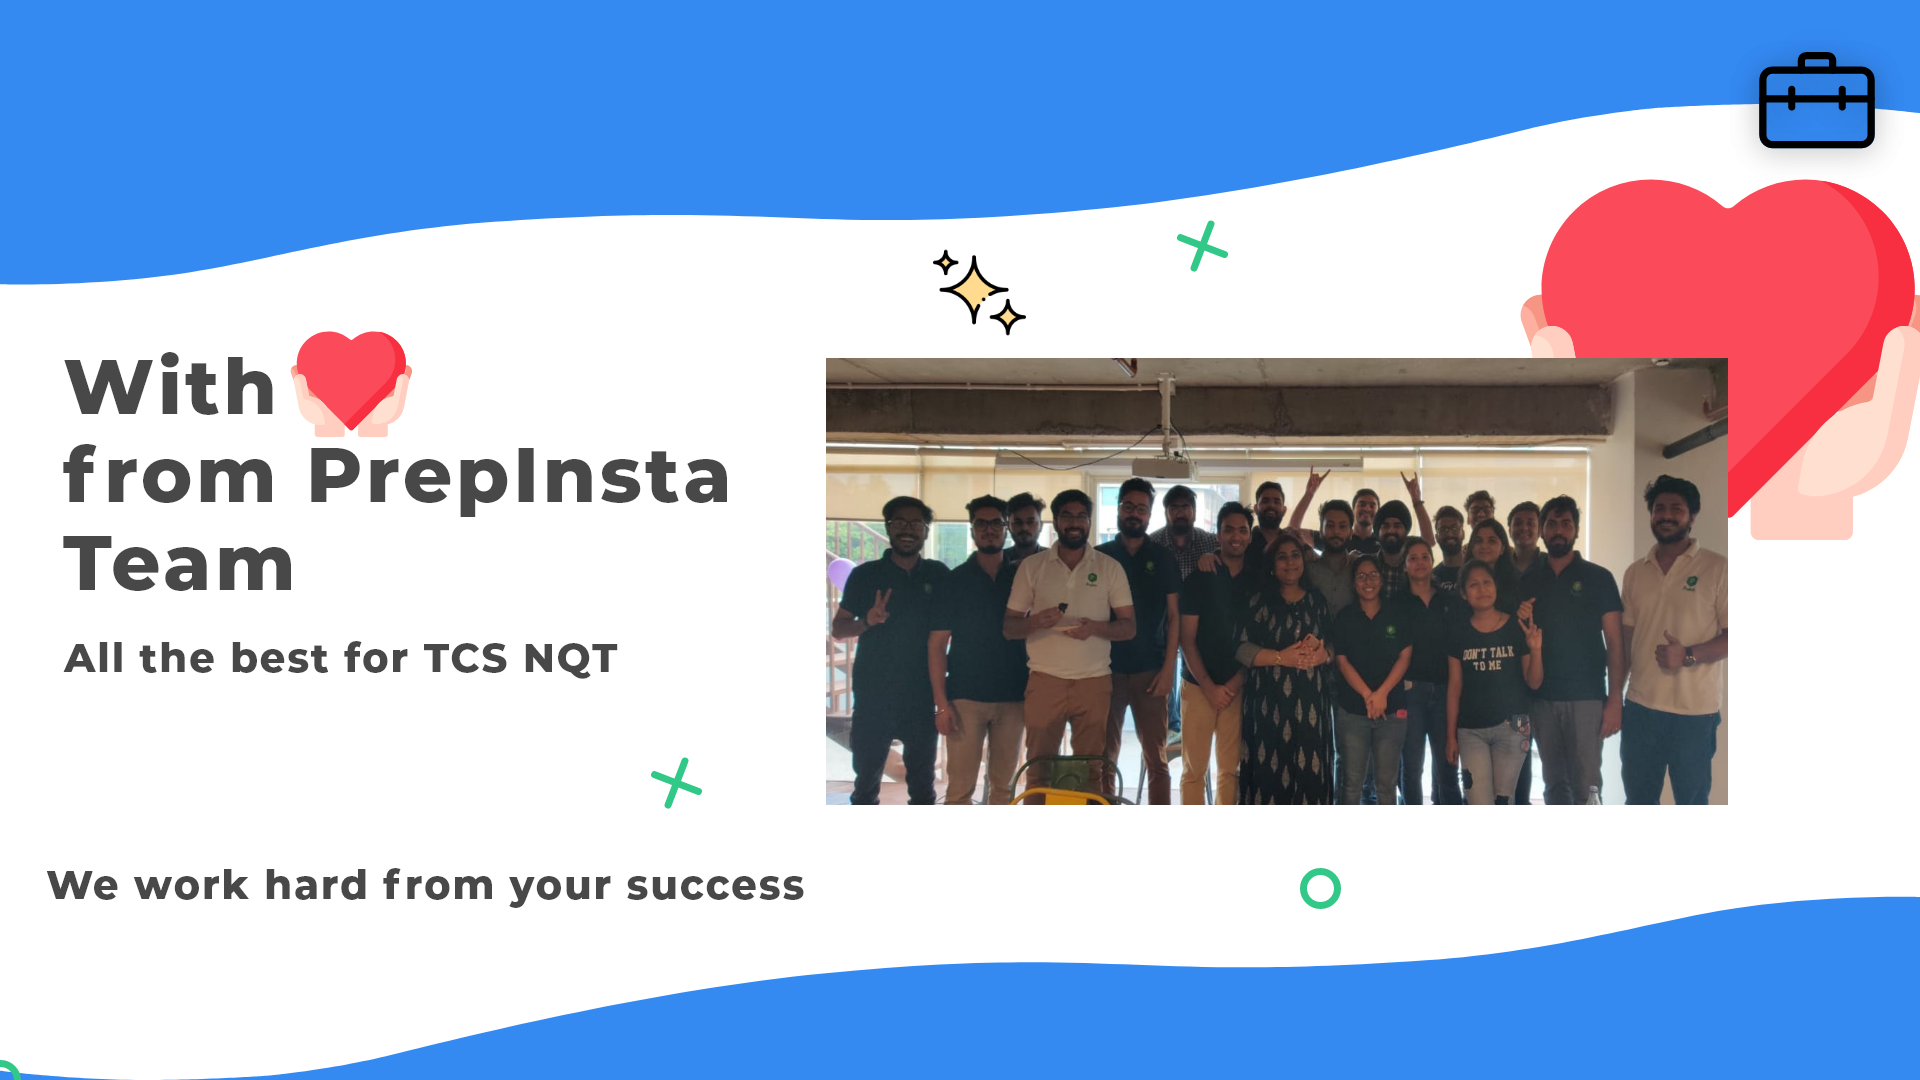 With
from PrepInsta
Team
All the best for TCS NQT
DON'T TALK
TO ME
We work hard from your success